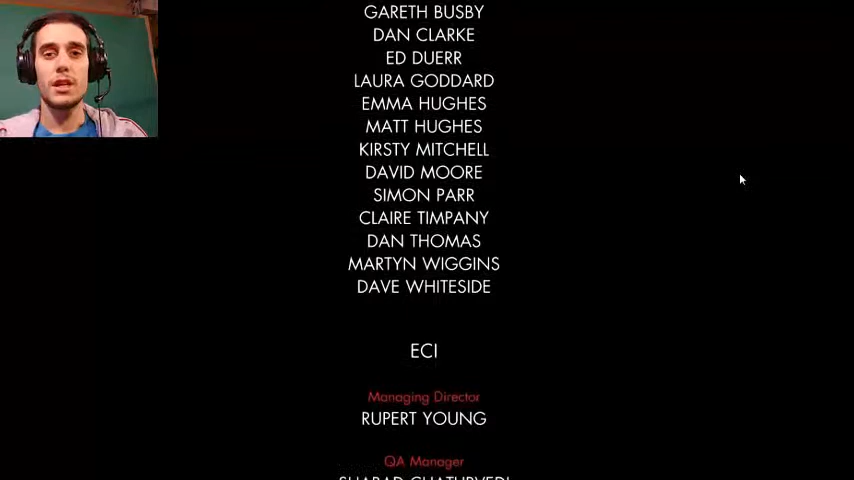 GARETH BUSBY
DAN CLARKE
ED DUERR
LAURA GODDARD
EMMA HUGHES
MATT HUGHES
KIRSTY MITCHELL
DAVID MOORE
SIMON PARR
CLAIRE TIMPANY
DAN THOMAS
MARTYN WIGGINS
DAVE WHITESIDE
ECI
Managing Director
RUPERT YOUNG
QA Manager